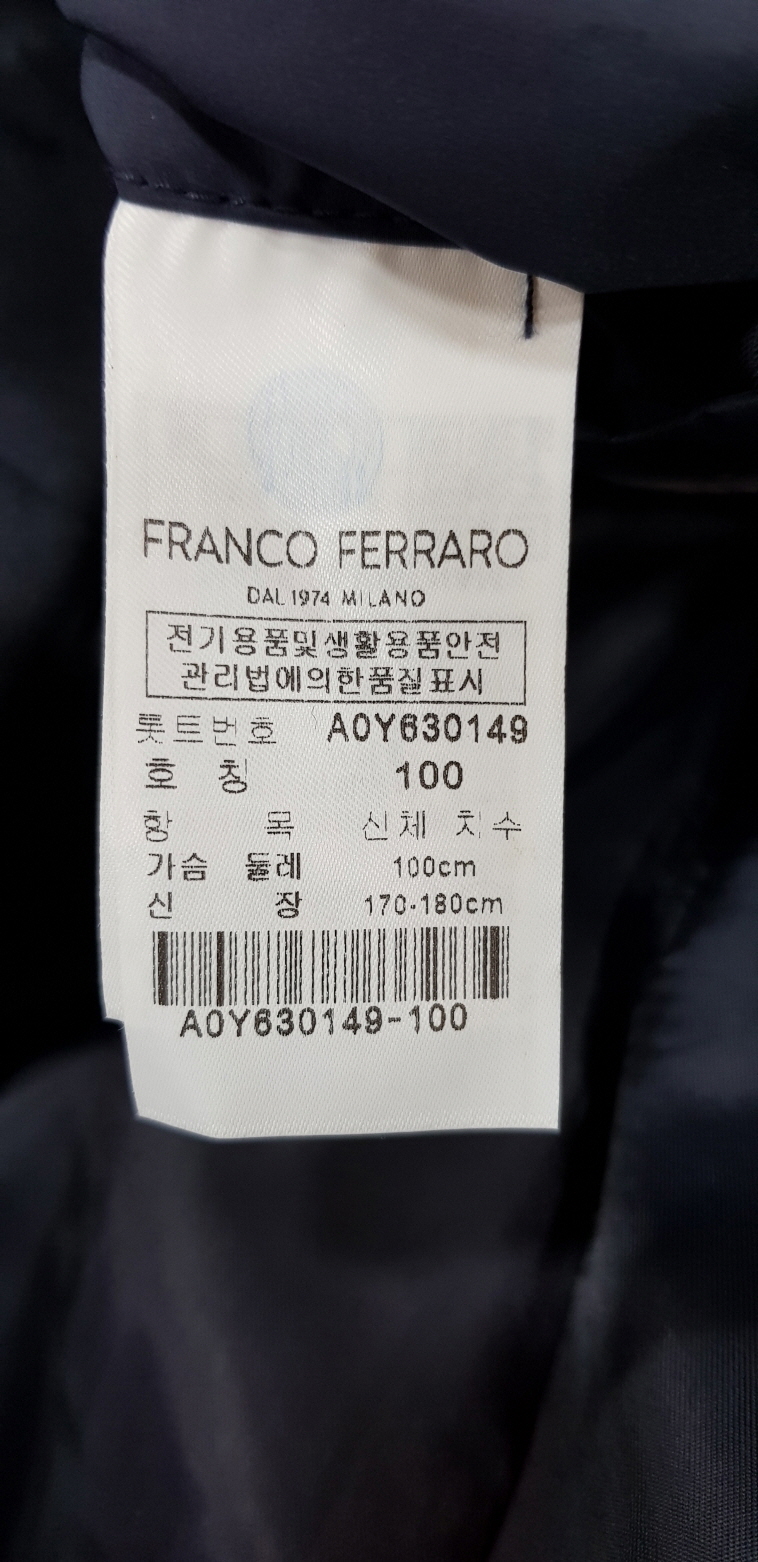 FRANCO FERRARO
DAL 1974 MILANO
전기용품및생활용품안전
관리법에의한품질표시
롯트번호 A0Y630149
호 칭 100
항 목 신체 치수
가슴 둘레 100cm
신 장 170-180cm
A0Y630149-100